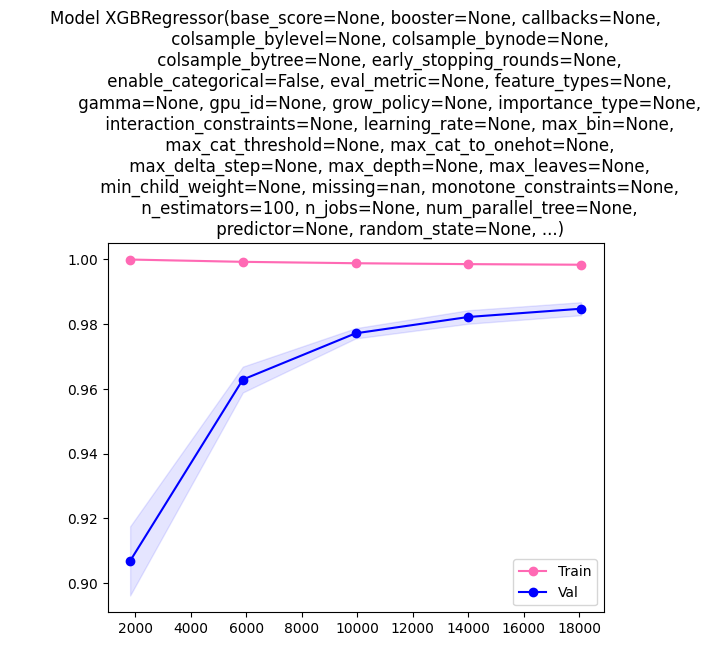 Model XGBRegressor(base_score=None, booster=None, callbacks=None,
colsample_bylevel=None, colsample_bynode=None,
colsample_bytree=None, early_stopping_rounds=None,
enable_categorical=False, eval_metric=None, feature_types=None,
gamma=None, gpu_id=None, grow_policy=None, importance_type=None,
interaction_constraints=None, learning_rate=None, max_bin=None,
max_cat_threshold=None, max_cat_to_onehot=None,
max_delta_step=None, max_depth=None, max_leaves=None,
min_child_weight=None, missing=nan, monotone_constraints=None,
n_estimators=100, n_jobs=None, num_parallel_tree=None,
predictor=None, random_state=None, ...)
1.00
0.98
0.96
0.94
0.92
0.90
Train
Val
2000 4000 6000 8000 10000 12000 14000 16000 18000